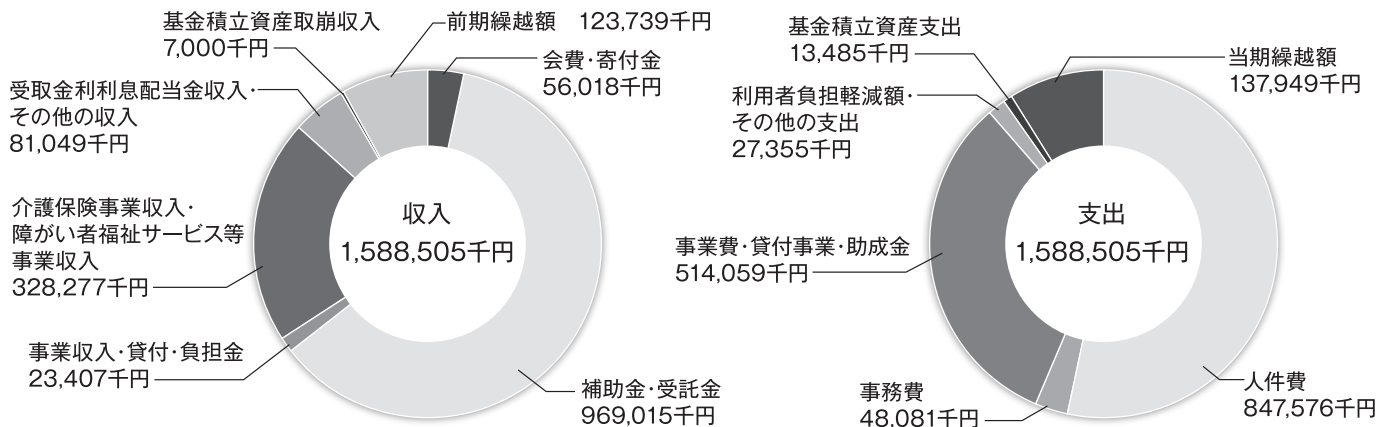 基金積立資産取崩収入
7,000千円
前期繰越額 123,739千円
会費・寄付金
56,018千円
受取金利利息配当金収入・
その他の収入
81,049千円
介護保険事業収入・
障がい者福祉サービス等
事業収入
328,277千円
収入
1,588,505千円
事業収入・貸付・負担金
23,407千円
補助金・受託金
969,015千円
基金積立資産支出
13,485千円
当期繰越額
137,949千円
利用者負担軽減額・
その他の支出
27,355千円
支出
1,588,505千円
事業費・貸付事業・助成金
514,059千円
事務費
48,081千円
人件費
847,576千円